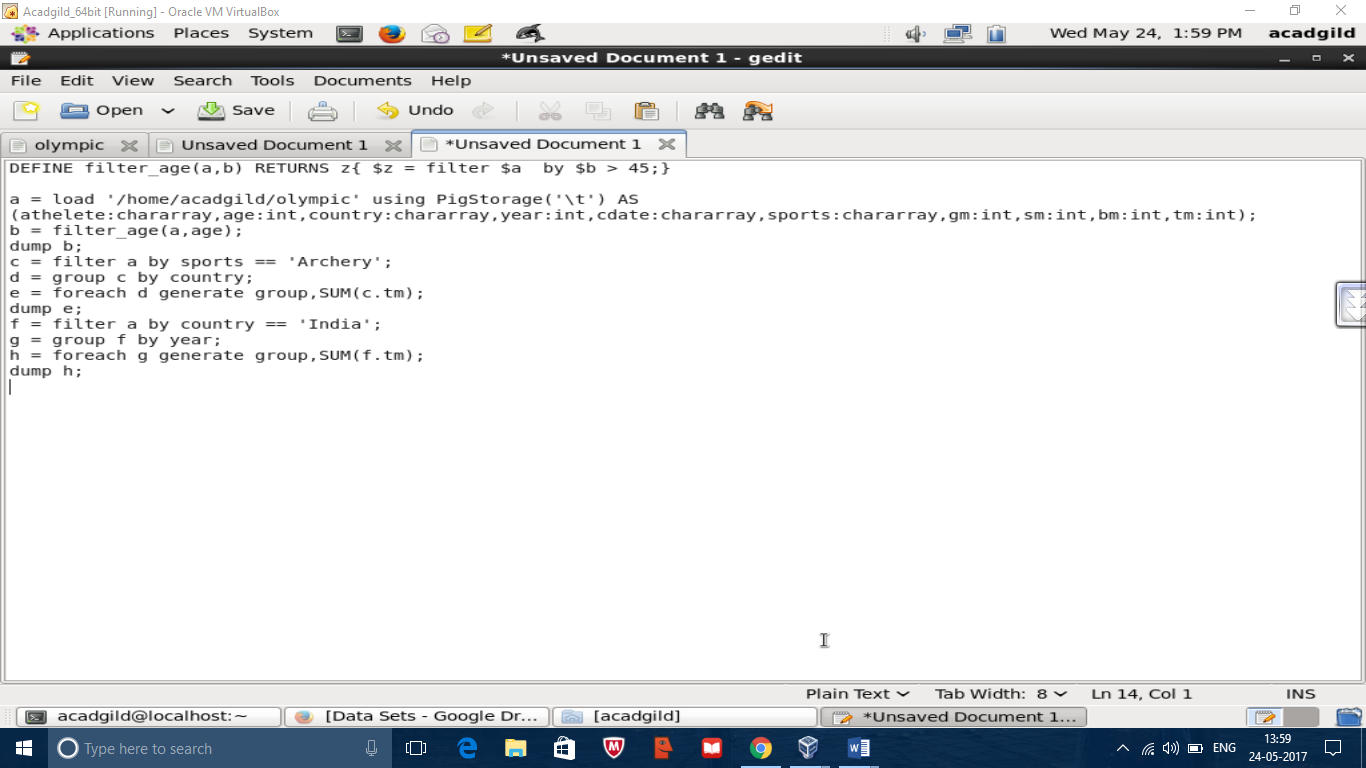 Acadgild_64bit [Running] - Oracle VM VirtualBox
Applications Places System Wed May 24, 1:59 PM acadgild
*Unsaved Document 1 - gedit
File Edit View Search Tools Documents Help
Open Save Undo
olympic Unsaved Document 1 *Unsaved Document 1
DEFINE filter_age(a,b) RETURNS z{ $z = filter $a  by $b > 45;}
a = load '/home/acadgild/olympic' using PigStorage('\t') AS
(athelete:chararray,age:int,country:chararray,year:int,cdate:chararray,sports:chararray,gm:int,sm:int,bm:int,tm:int);
b = filter_age(a,age);
dump b;
c = filter a by sports == 'Archery';
d = group c by country;
e = foreach d generate group,SUM(c.tm);
dump e;
f = filter a by country == 'India';
g = group f by year;
h = foreach g generate group,SUM(f.tm);
dump h;
Plain Text Tab Width: 8 Ln 14, Col 1 INS
acadgild@localhost:~ [Data Sets - Google Dr... [acadgild] *Unsaved Document 1...
Type here to search ENG 13:59
24-05-2017